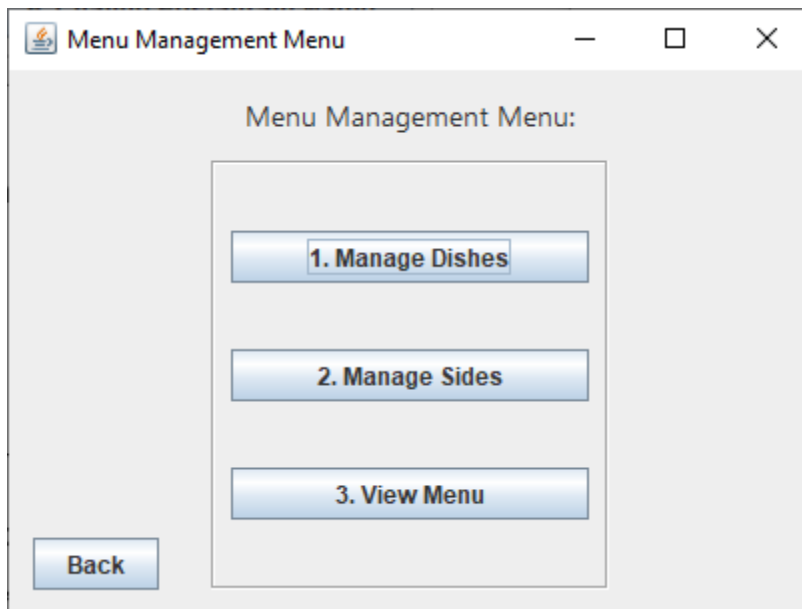 Menu Management Menu
Menu Management Menu:
1. Manage Dishes
2. Manage Sides
3. View Menu
Back